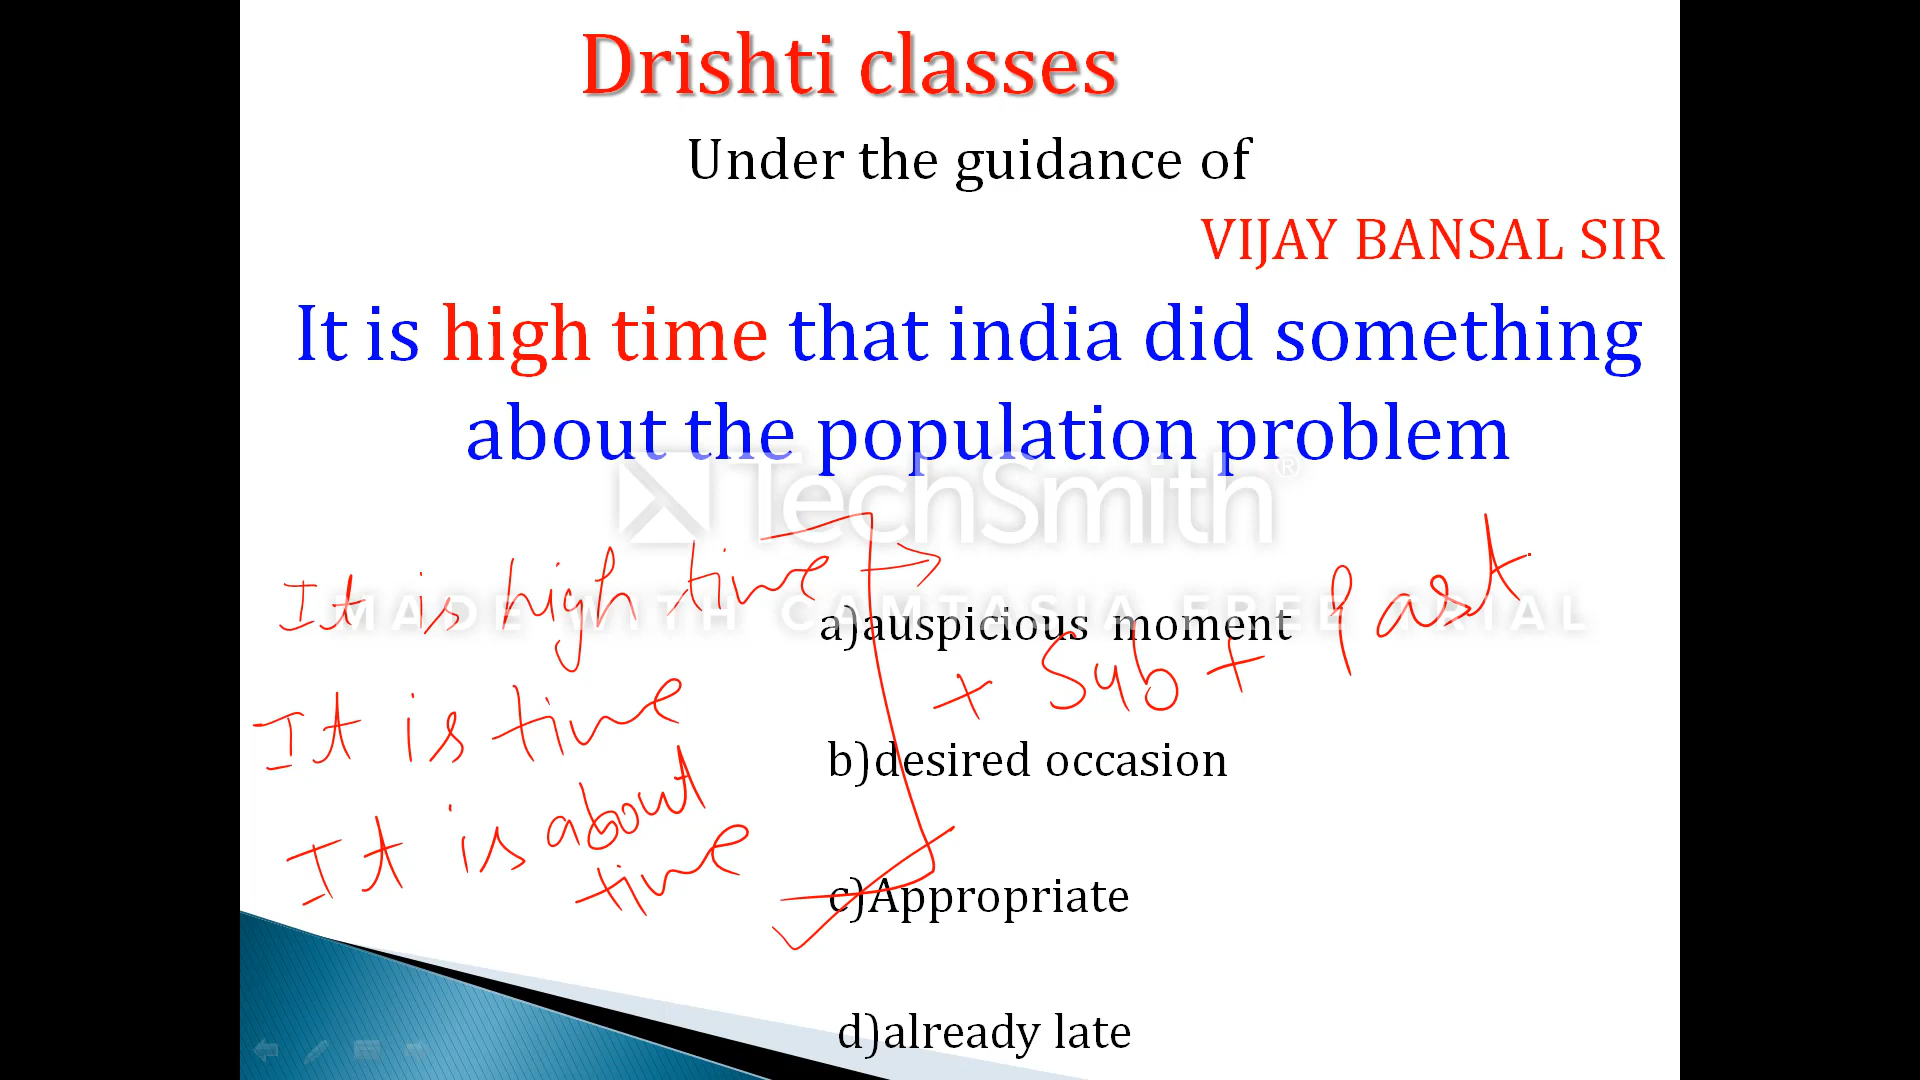 Drishti classes
Under the guidance of
VIJAY BANSAL SIR
It is high time that india did something
about the population problem
TechSmith®
MADE WITH CAMTASIA FREE TRIAL
It is high time
It is time
It is about
time
+ Sub + Past
a)auspicious moment
b)desired occasion
c)Appropriate
d)already late